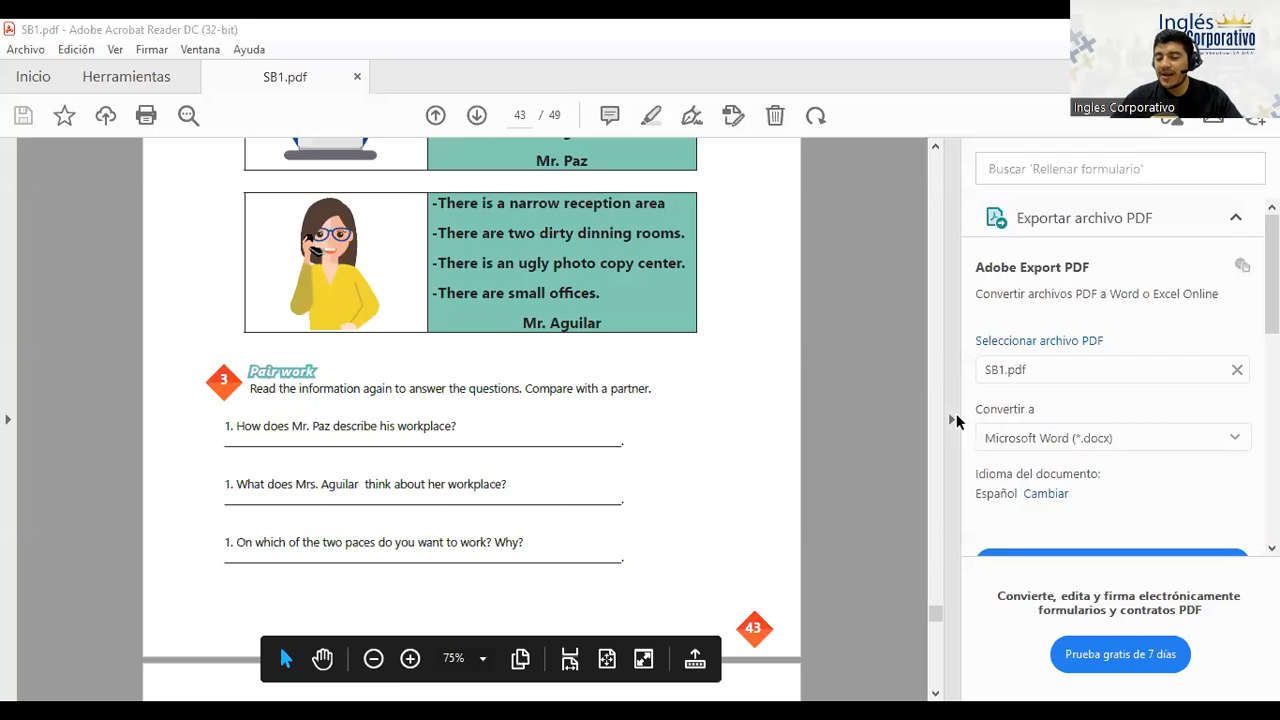 SB1.pdf - Adobe Acrobat Reader DC (32-bit)
Archivo Edición Ver Firmar Ventana Ayuda
Inicio Herramientas SB1.pdf ×
43 / 49
Inglés
Corporativo
Ingles Corporativo
Mr. Paz
-There is a narrow reception area
-There are two dirty dinning rooms.
-There is an ugly photo copy center.
-There are small offices.
Mr. Aguilar
3 Pair work
Read the information again to answer the questions. Compare with a partner.
1. How does Mr. Paz describe his workplace?
1. What does Mrs. Aguilar think about her workplace?
1. On which of the two paces do you want to work? Why?
43
75%
Buscar 'Rellenar formulario'
Exportar archivo PDF
Adobe Export PDF
Convertir archivos PDF a Word o Excel Online
Seleccionar archivo PDF
SB1.pdf
Convertir a
Microsoft Word (*.docx)
Idioma del documento:
Español Cambiar
Convierte, edita y firma electrónicamente
formularios y contratos PDF
Prueba gratis de 7 días